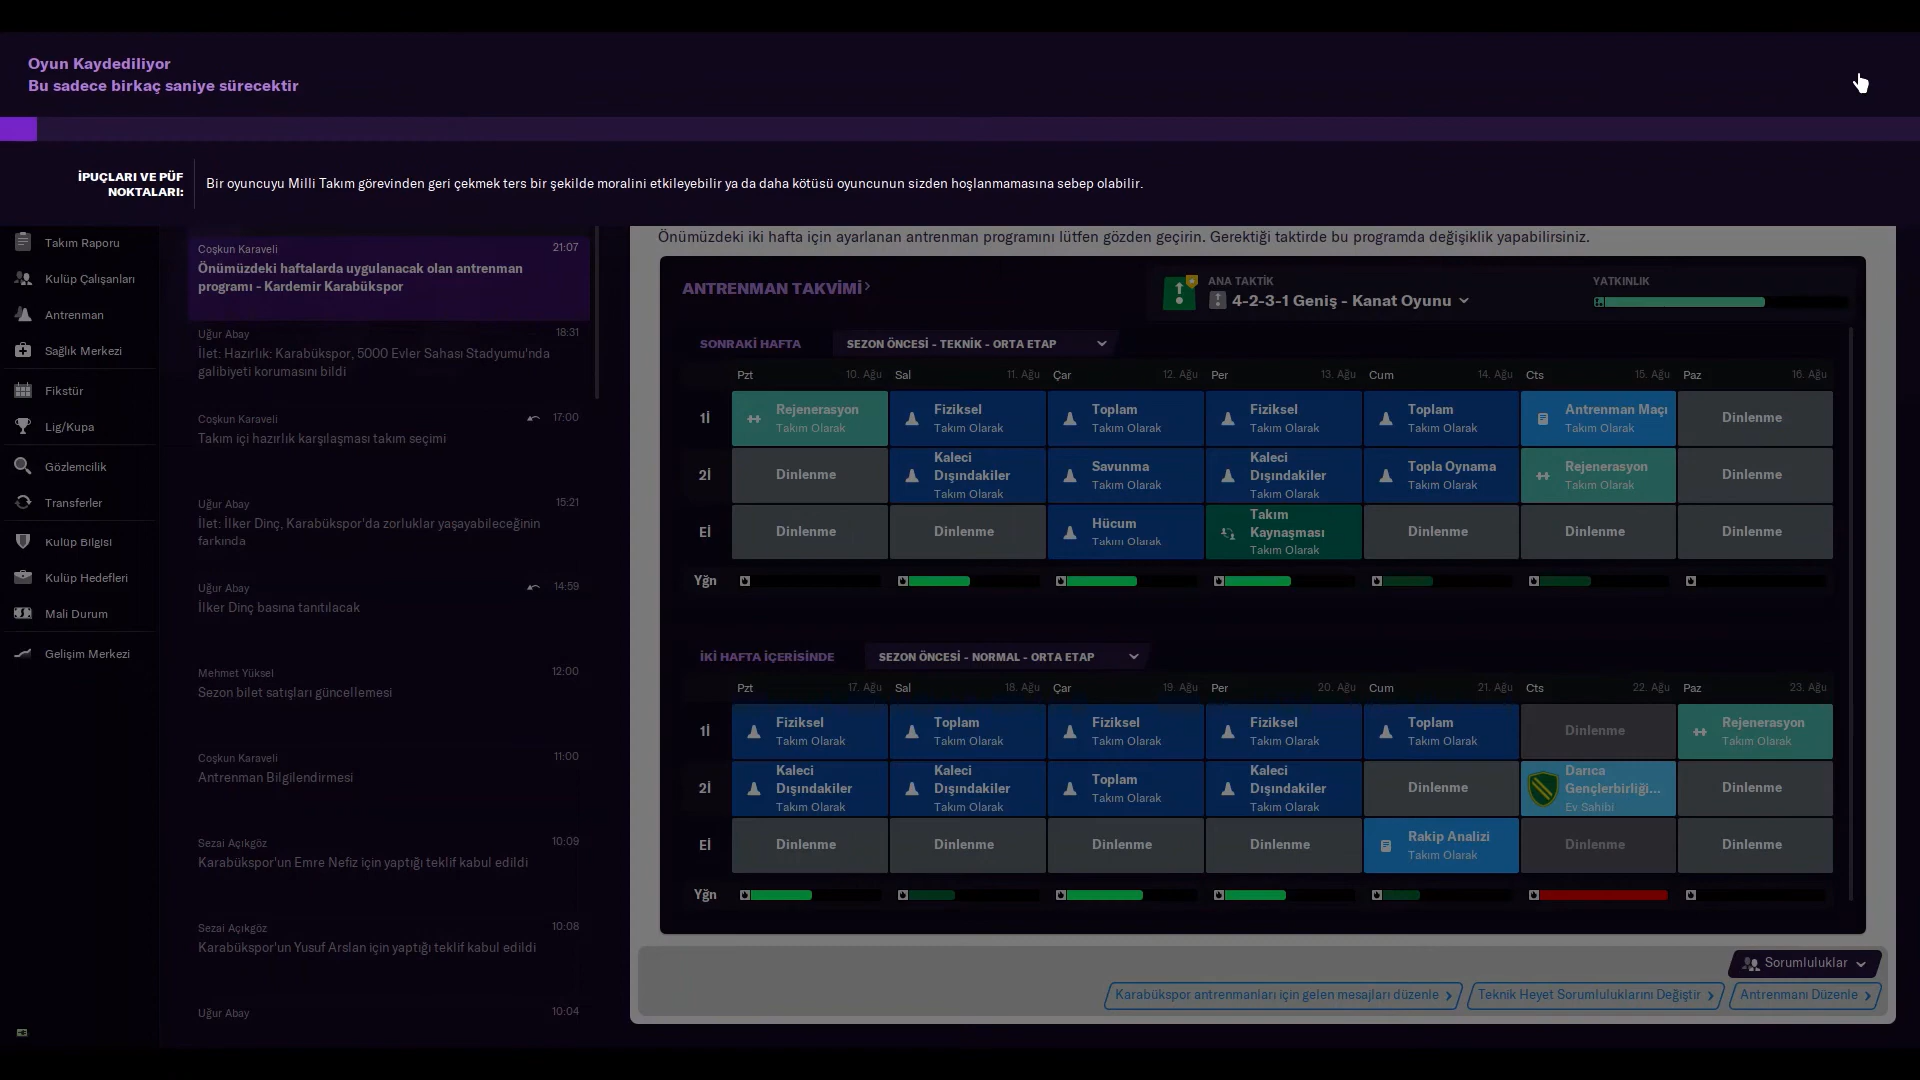 Oyun Kaydediliyor
Bu sadece birkaç saniye sürecektir
İPUÇLARI VE PÜF
NOKTALARI:
Bir oyuncuyu Milli Takım görevinden geri çekmek ters bir şekilde moralini etkileyebilir ya da daha kötüsü oyuncunun sizden hoşlanmamasına sebep olabilir.
Takım Raporu
Kulüp Çalışanları
Antrenman
Sağlık Merkezi
Fikstür
Lig/Kupa
Gözlemcilik
Transferler
Kulüp Bilgisi
Kulüp Hedefleri
Mali Durum
Gelişim Merkezi
Coşkun Karaveli 21:07
Önümüzdeki haftalarda uygulanacak olan antrenman
programı - Kardemir Karabükspor
Uğur Abay 18:31
İlet: Hazırlık: Karabükspor, 5000 Evler Sahası Stadyumu'nda
galibiyeti korumasını bildi
Coşkun Karaveli 17:00
Takım içi hazırlık karşılaşması takım seçimi
Uğur Abay 15:21
İlet: İlker Dinç, Karabükspor'da zorluklar yaşayabileceğinin
farkında
Uğur Abay 14:59
İlker Dinç basına tanıtılacak
Mehmet Yüksel 12:00
Sezon bilet satışları güncellemesi
Coşkun Karaveli 11:00
Antrenman Bilgilendirmesi
Sezai Açıkgöz 10:09
Karabükspor'un Emre Nefiz için yaptığı teklif kabul edildi
Sezai Açıkgöz 10:08
Karabükspor'un Yusuf Arslan için yaptığı teklif kabul edildi
Uğur Abay 10:04
Önümüzdeki iki hafta için ayarlanan antrenman programını lütfen gözden geçirin. Gerektiği taktirde bu programda değişiklik yapabilirsiniz.
ANTRENMAN TAKVİMİ
ANA TAKTİK
4-2-3-1 Geniş - Kanat Oyunu
YATKINLIK
SONRAKİ HAFTA
SEZON ÖNCESİ - TEKNİK - ORTA ETAP
Pzt 10. Ağu Sal 11. Ağu Çar 12. Ağu Per 13. Ağu Cum 14. Ağu Cts 15. Ağu Paz 16. Ağu
1İ Rejenerasyon Fiziksel Toplam Fiziksel Toplam Antrenman Maçı Dinlenme
Takım Olarak Takım Olarak Takım Olarak Takım Olarak Takım Olarak Takım Olarak
2İ Dinlenme Kaleci Dışındakiler Savunma Kaleci Dışındakiler Topla Oynama Rejenerasyon Dinlenme
Takım Olarak Takım Olarak Takım Olarak Takım Olarak Takım Olarak
Eİ Dinlenme Dinlenme Hücum Takım Kaynaşması Dinlenme Dinlenme Dinlenme
Takım Olarak Takım Olarak
Yğn
İKİ HAFTA İÇERİSİNDE
SEZON ÖNCESİ - NORMAL - ORTA ETAP
Pzt 17. Ağu Sal 18. Ağu Çar 19. Ağu Per 20. Ağu Cum 21. Ağu Cts 22. Ağu Paz 23. Ağu
1İ Fiziksel Toplam Fiziksel Fiziksel Toplam Dinlenme Rejenerasyon
Takım Olarak Takım Olarak Takım Olarak Takım Olarak Takım Olarak Takım Olarak
2İ Kaleci Dışındakiler Kaleci Dışındakiler Toplam Kaleci Dışındakiler Dinlenme Darıca Gençlerbirliği... Dinlenme
Takım Olarak Takım Olarak Takım Olarak Takım Olarak Ev Sahibi
Eİ Dinlenme Dinlenme Dinlenme Dinlenme Rakip Analizi Dinlenme Dinlenme
Takım Olarak
Yğn
Sorumluluklar
Karabükspor antrenmanları için gelen mesajları düzenle
Teknik Heyet Sorumluluklarını Değiştir
Antrenmanı Düzenle